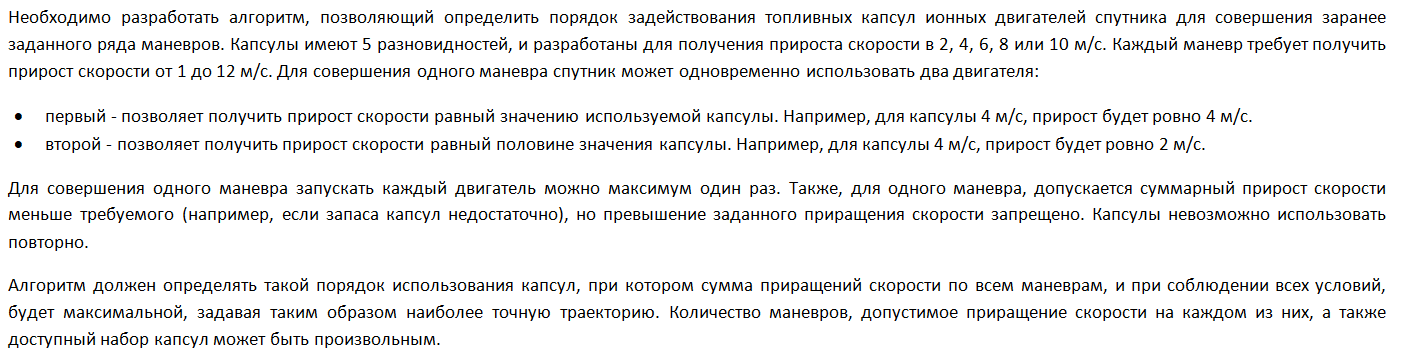 Необходимо разработать алгоритм, позволяющий определить порядок задействования топливных капсул ионных двигателей спутника для совершения заранее
заданного ряда маневров. Капсулы имеют 5 разновидностей, и разработаны для получения прироста скорости в 2, 4, 6, 8 или 10 м/с. Каждый маневр требует получить
прирост скорости от 1 до 12 м/с. Для совершения одного маневра спутник может одновременно использовать два двигателя:
• первый - позволяет получить прирост скорости равный значению используемой капсулы. Например, для капсулы 4 м/с, прирост будет ровно 4 м/с.
• второй - позволяет получить прирост скорости равный половине значения капсулы. Например, для капсулы 4 м/с, прирост будет ровно 2 м/с.
Для совершения одного маневра запускать каждый двигатель можно максимум один раз. Также, для одного маневра, допускается суммарный прирост скорости
меньше требуемого (например, если запаса капсул недостаточно), но превышение заданного приращения скорости запрещено. Капсулы невозможно использовать
повторно.
Алгоритм должен определять такой порядок использования капсул, при котором сумма приращений скорости по всем маневрам, и при соблюдении всех условий,
будет максимальной, задавая таким образом наиболее точную траекторию. Количество маневров, допустимое приращение скорости на каждом из них, а также
доступный набор капсул может быть произвольным.